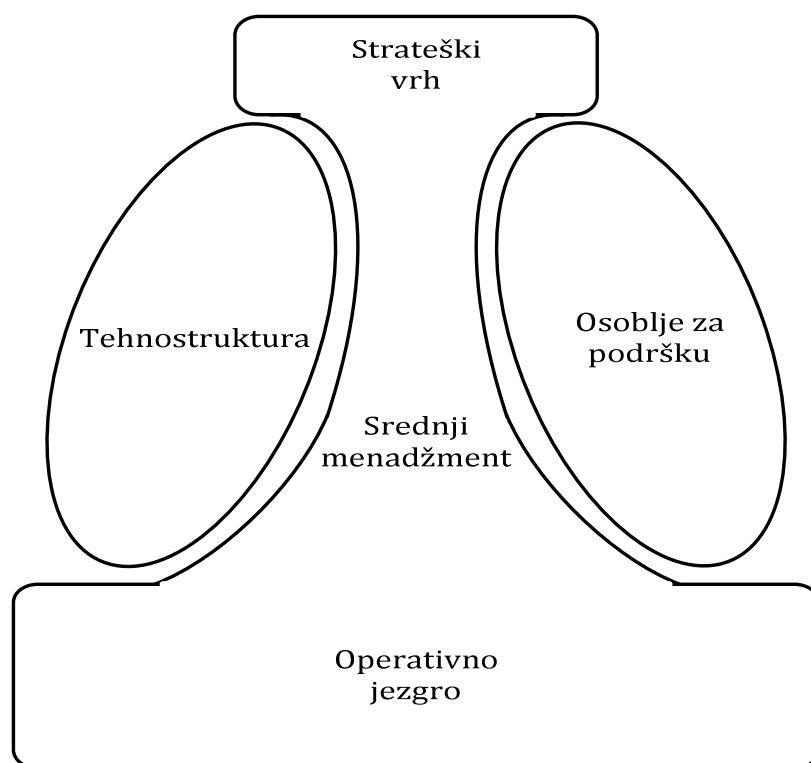 Strateški
vrh
Tehnostruktura
Osoblje za
podršku
Srednji
menadžment
Operativno
jezgro